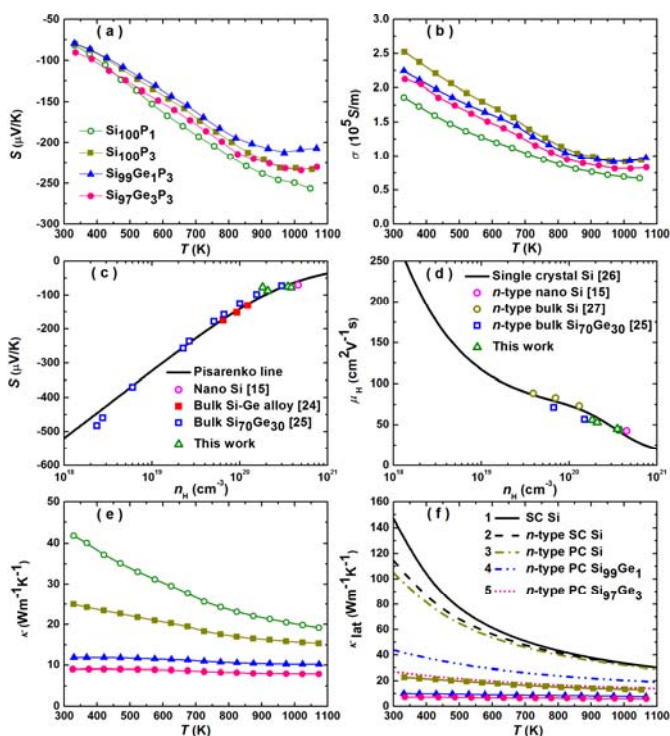 ( a )
-50
-100
-150
-200
-250
-300
S (μV/K)
Si100P1
Si100P3
Si99Ge1P3
Si97Ge3P3
300 400 500 600 700 800 900 1000 1100
T (K)
( b )
3.0
2.5
2.0
1.5
1.0
0.5
0.0
σ (10^5 S/m)
300 400 500 600 700 800 900 1000 1100
T (K)
( c )
0
-100
-200
-300
-400
-500
-600
S (μV/K)
Pisarenko line
Nano Si [15]
Bulk Si-Ge alloy [24]
Bulk Si70Ge30 [25]
This work
10^18 10^19 10^20 10^21
nH (cm^-3)
( d )
250
200
150
100
50
0
μH (cm^2V^-1s)
Single crystal Si [26]
n-type nano Si [15]
n-type bulk Si [27]
n-type bulk Si70Ge30 [25]
This work
10^18 10^19 10^20 10^21
nH (cm^-3)
( e )
50
40
30
20
10
0
κ (Wm^-1K^-1)
300 400 500 600 700 800 900 1000 1100
T (K)
( f )
160
140
120
100
80
60
40
20
0
κlat (Wm^-1K^-1)
1 SC Si
2 n-type SC Si
3 n-type PC Si
4 n-type PC Si99Ge1
5 n-type PC Si97Ge3
300 400 500 600 700 800 900 1000 1100
T (K)